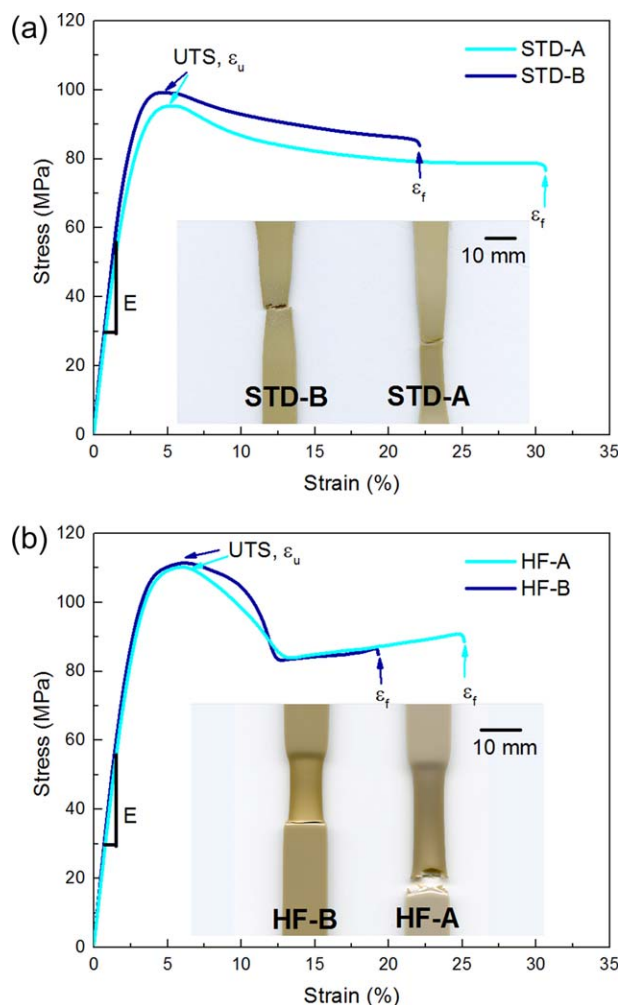 (a)
120
100
80
60
40
20
0
Stress (MPa)
UTS, εu
STD-A
STD-B
εf
εf
E
10 mm
STD-B
STD-A
0 5 10 15 20 25 30 35
Strain (%)
(b)
120
100
80
60
40
20
0
Stress (MPa)
UTS, εu
HF-A
HF-B
εf
εf
E
10 mm
HF-B
HF-A
0 5 10 15 20 25 30 35
Strain (%)